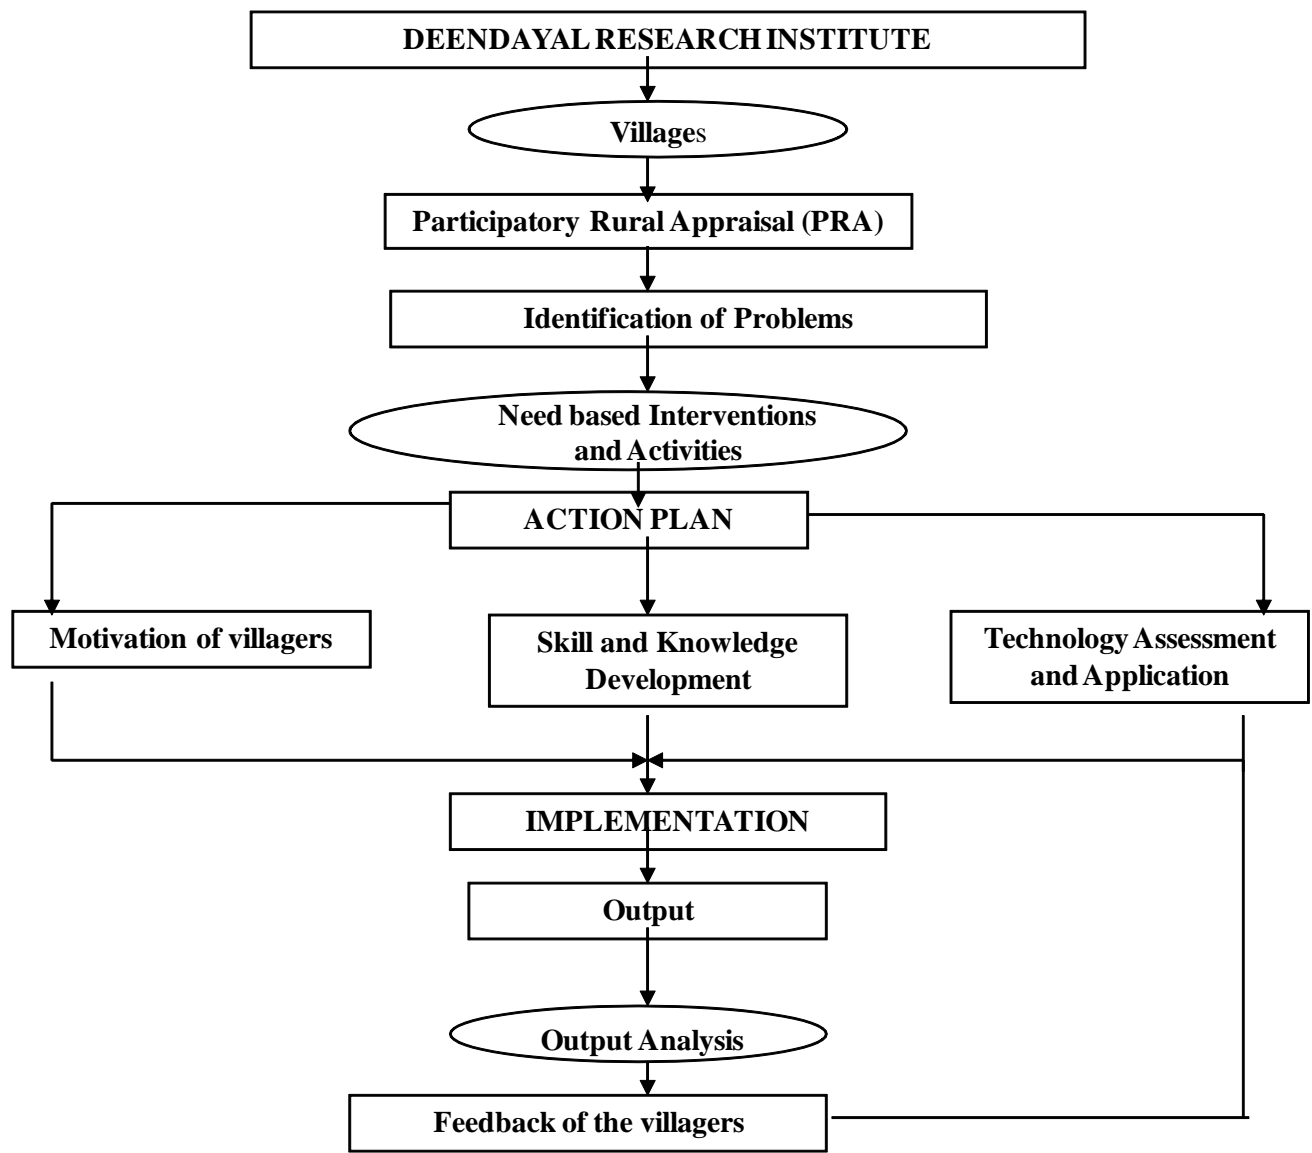 DEENDAYAL RESEARCH INSTITUTE
Villages
Participatory Rural Appraisal (PRA)
Identification of Problems
Need based Interventions
and Activities
ACTION PLAN
Motivation of villagers
Skill and Knowledge
Development
Technology Assessment
and Application
IMPLEMENTATION
Output
Output Analysis
Feedback of the villagers